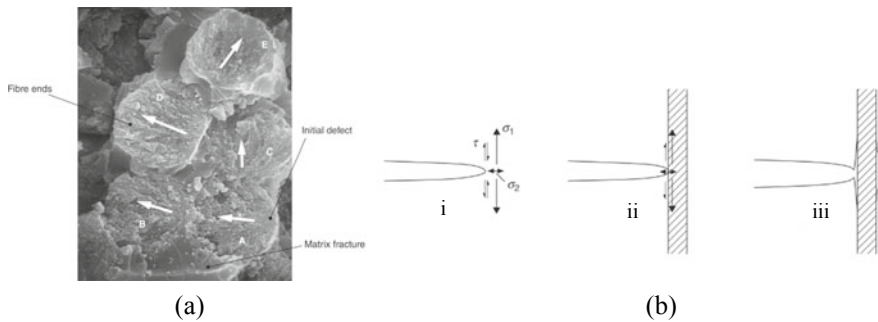 Fibre ends
Initial defect
Matrix fracture
E
D
C
B
A
(a)
τ
σ₁
σ₂
i
ii
iii
(b)